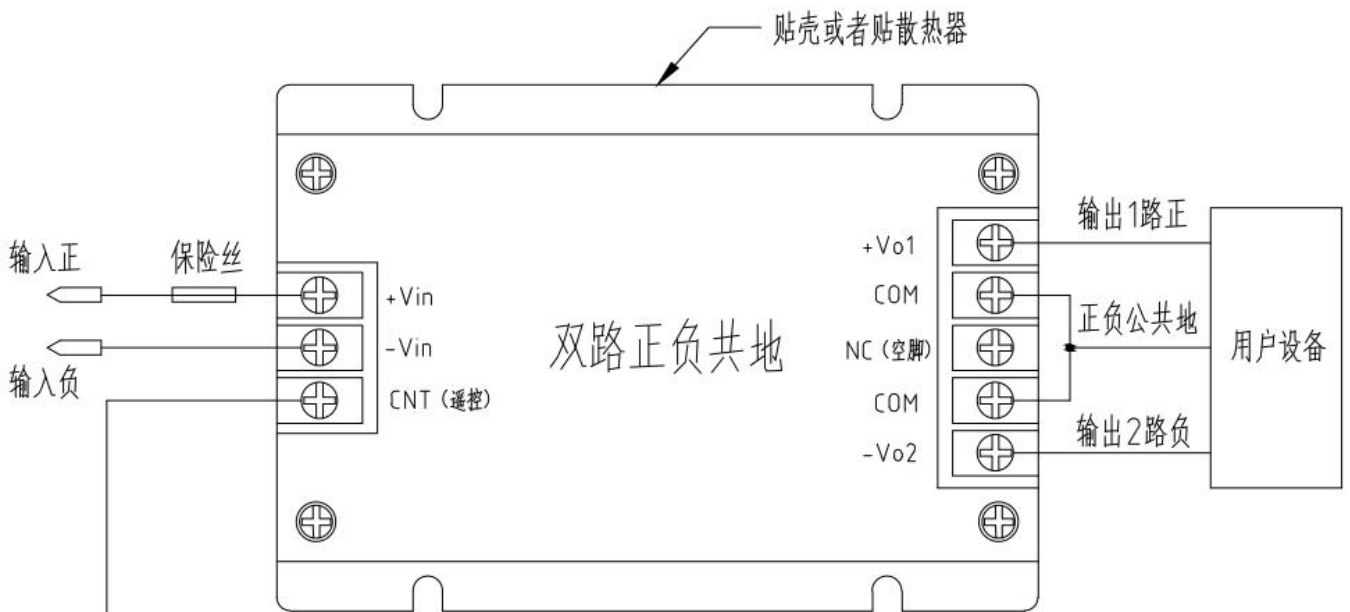 贴壳或者贴散热器
输入正
保险丝
+Vin
-Vin
输入负
CNT (遥控)
双路正负共地
+Vo1
COM
NC (空脚)
COM
-Vo2
输出1路正
正负公共地
输出2路负
用户设备